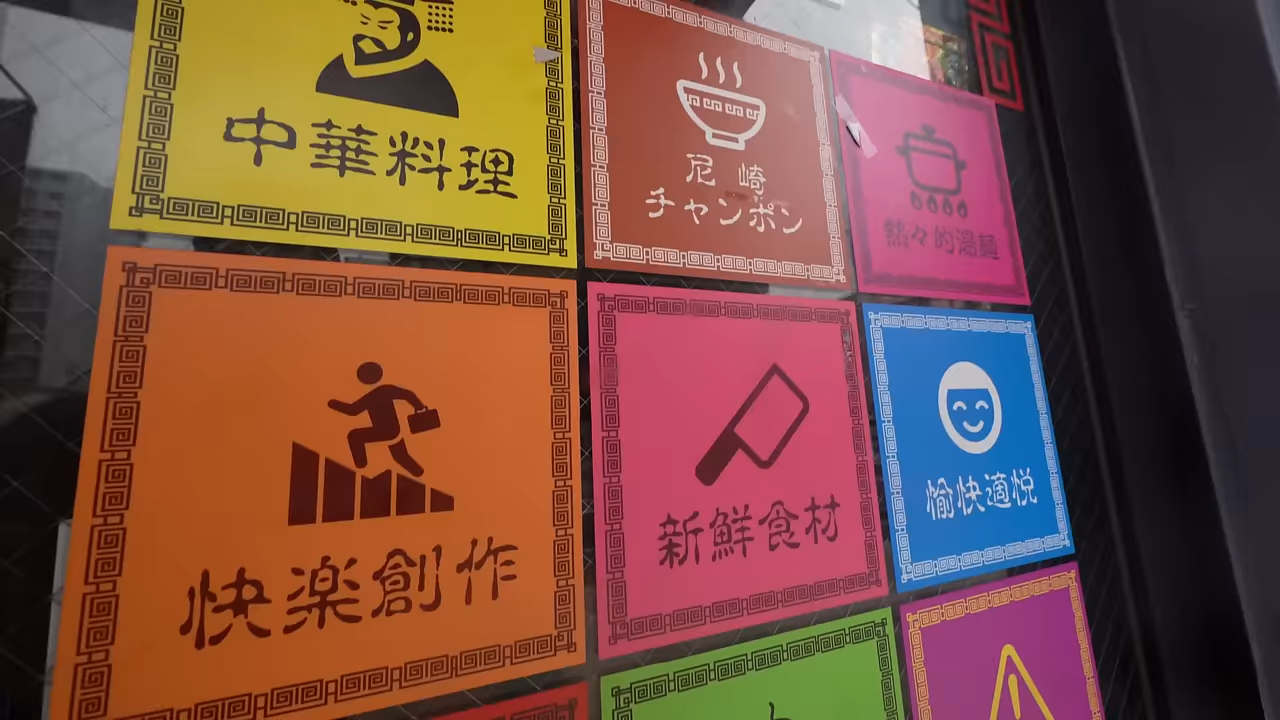 中華料理
尼崎
チャンポン
熱々的湯麺
快楽創作
新鮮食材
愉快適悦